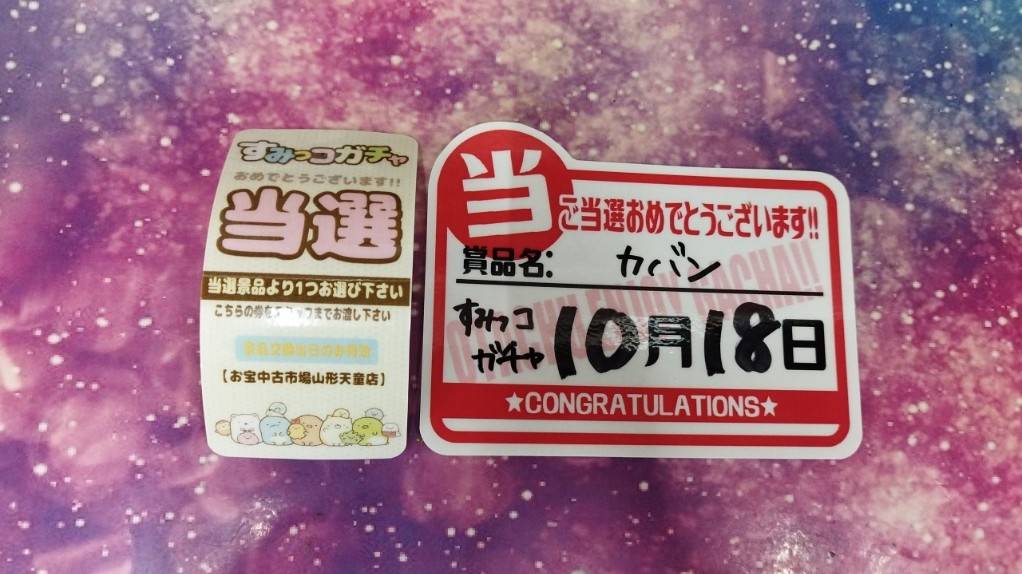 すみっコガチャ
おめでとうございます!!
当選
当選景品より1つお選び下さい
こちらの券をスタッフまでお渡し下さい
【お宝中古市場山形天童店】
当
ご当選おめでとうございます!!
賞品名: カバン
すみっコ
ガチャ
10月18日
★CONGRATULATIONS★